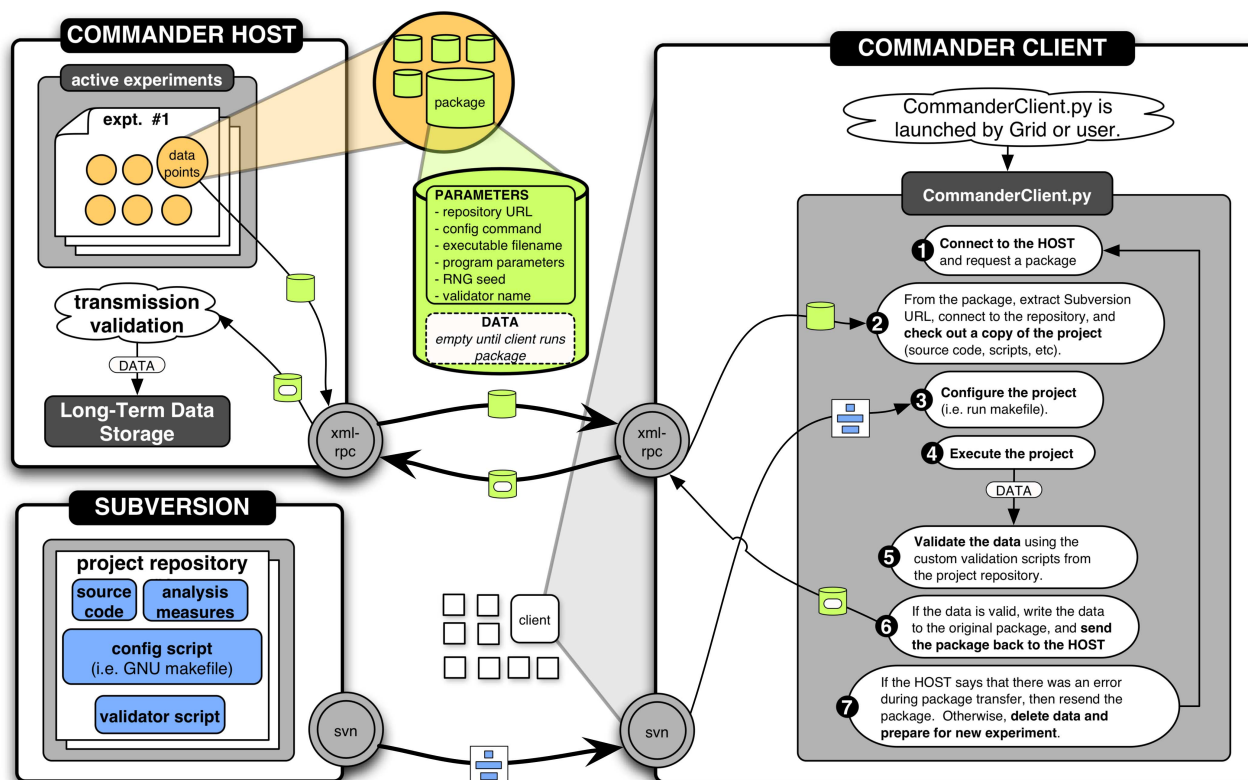 COMMANDER HOST
active experiments
expt. #1
data
points
transmission
validation
DATA
Long-Term Data
Storage
xml-
rpc
package
PARAMETERS
- repository URL
- config command
- executable filename
- program parameters
- RNG seed
- validator name
DATA
empty until client runs
package
SUBVERSION
project repository
source
code
analysis
measures
config script
(i.e. GNU makefile)
validator script
svn
client
COMMANDER CLIENT
xml-
rpc
svn
CommanderClient.py is
launched by Grid or user.
CommanderClient.py
1
Connect to the HOST
and request a package
2
From the package, extract Subversion
URL, connect to the repository, and
check out a copy of the project
(source code, scripts, etc).
3
Configure the project
(i.e. run makefile).
4
Execute the project
DATA
5
Validate the data using the
custom validation scripts from
the project repository.
6
If the data is valid, write the data
to the original package, and send
the package back to the HOST
7
If the HOST says that there was an error
during package transfer, then resend the
package. Otherwise, delete data and
prepare for new experiment.